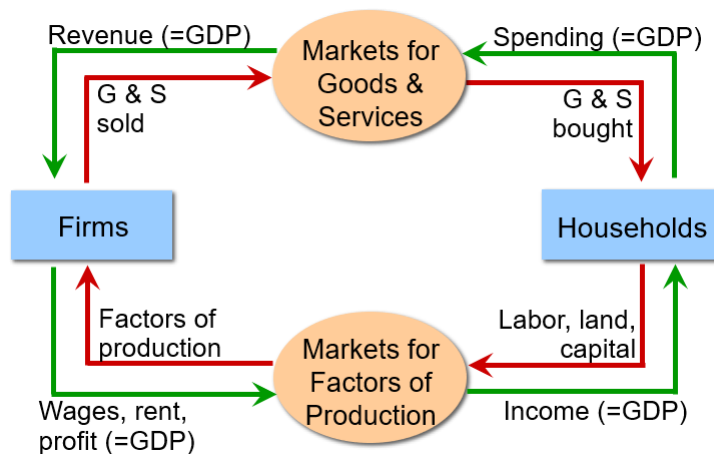 Revenue (=GDP)
Markets for
Goods &
Services
Spending (=GDP)
G & S
sold
G & S
bought
Firms
Households
Factors of
production
Markets for
Factors of
Production
Labor, land,
capital
Wages, rent,
profit (=GDP)
Income (=GDP)